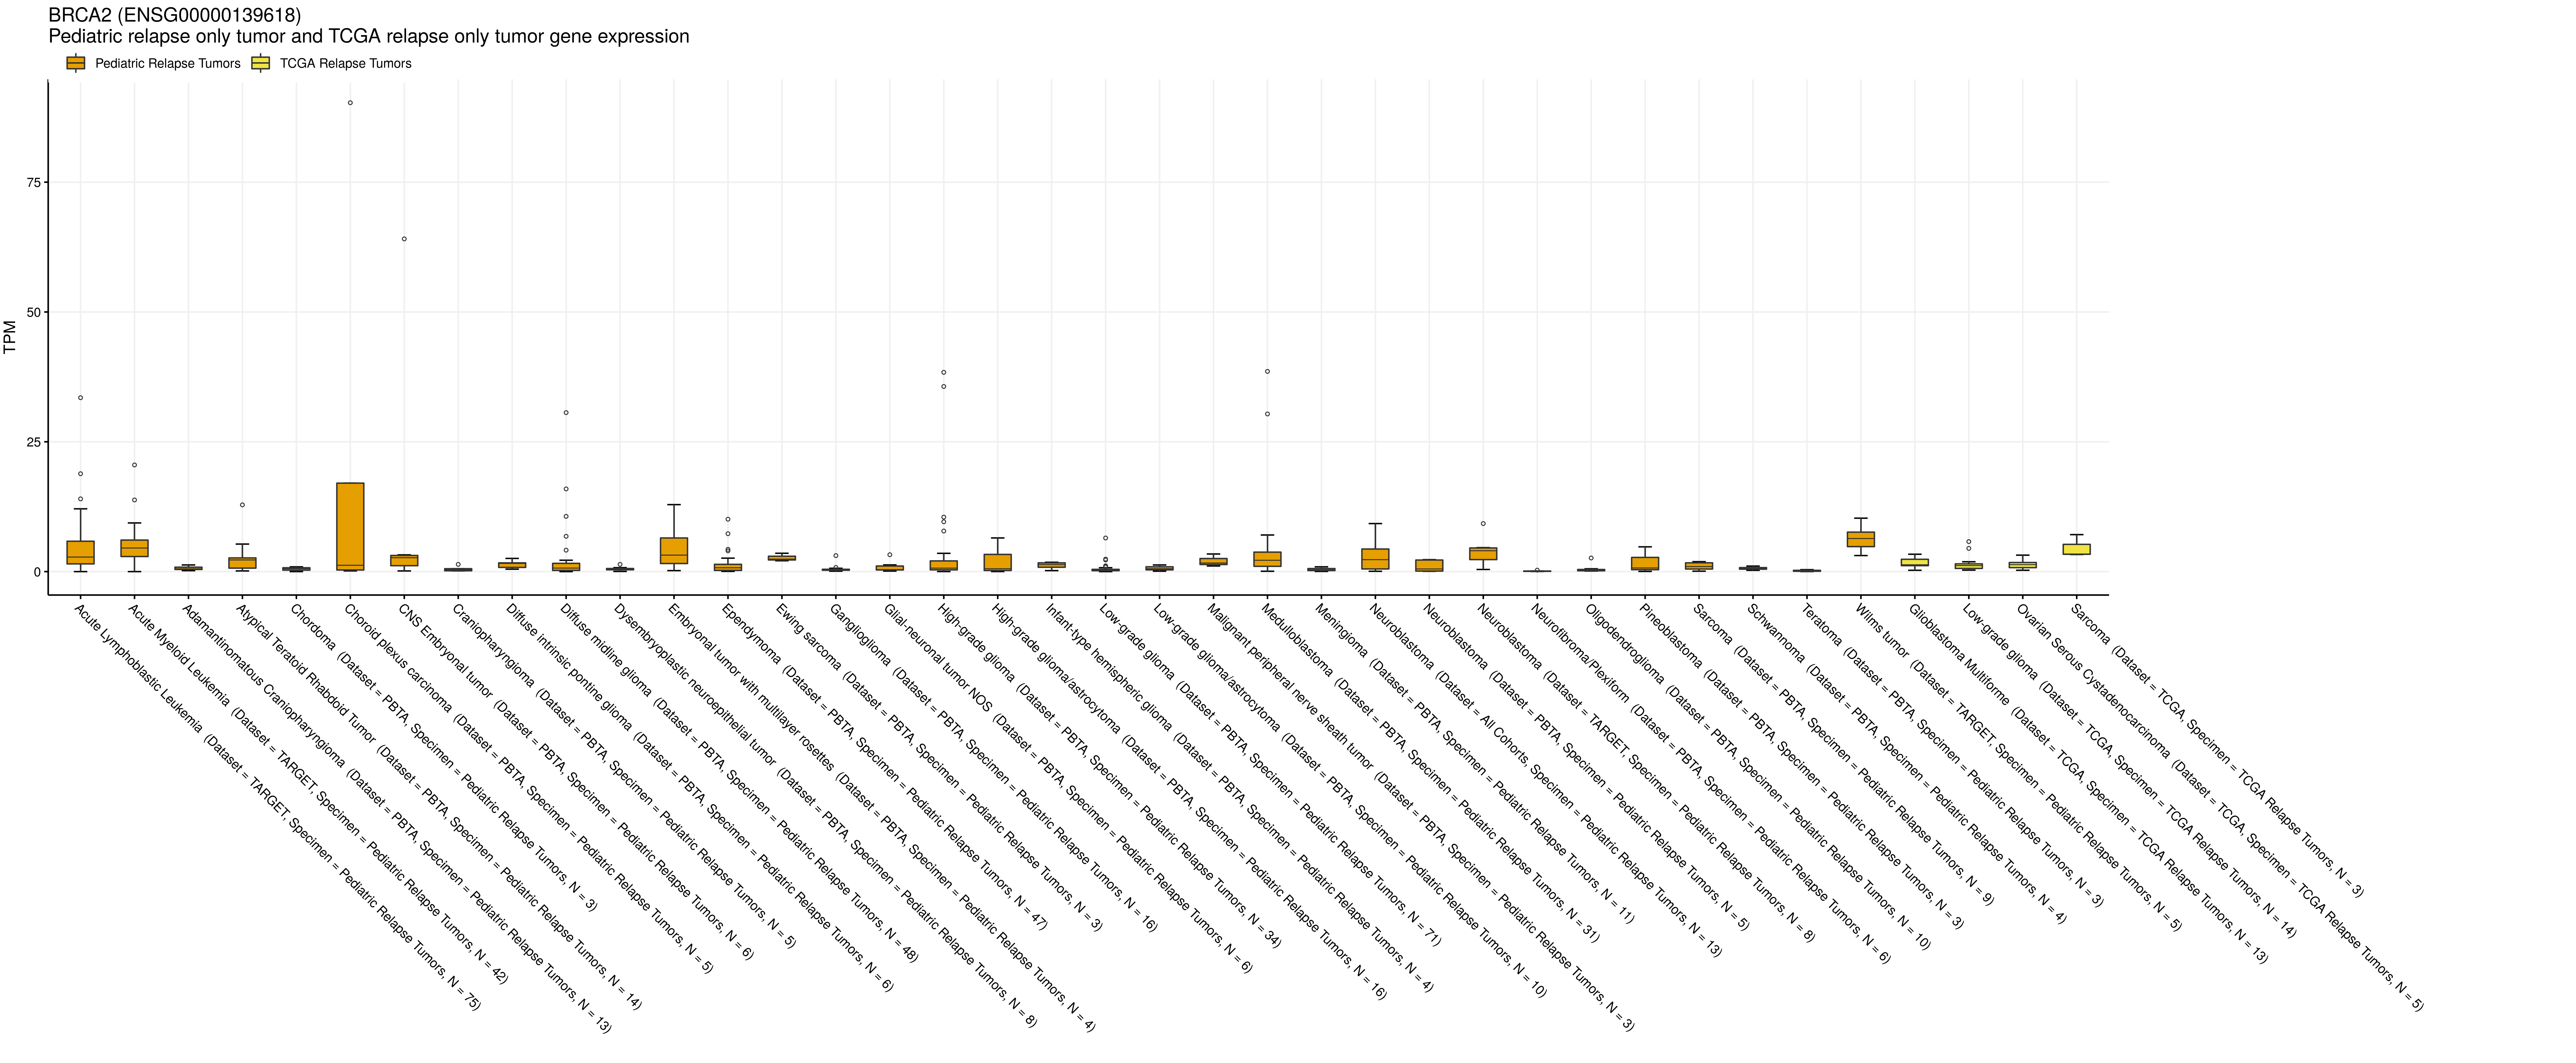 BRCA2 (ENSG00000139618)
Pediatric relapse only tumor and TCGA relapse only tumor gene expression
Pediatric Relapse Tumors
TCGA Relapse Tumors
TPM
75
50
25
0
Acute Lymphoblastic Leukemia (Dataset = TARGET, Specimen = Pediatric Relapse Tumors, N = 75)
Acute Myeloid Leukemia (Dataset = TARGET, Specimen = Pediatric Relapse Tumors, N = 42)
Adamantinomatous Craniopharyngioma (Dataset = PBTA, Specimen = Pediatric Relapse Tumors, N = 13)
Atypical Teratoid Rhabdoid Tumor (Dataset = PBTA, Specimen = Pediatric Relapse Tumors, N = 14)
Chordoma (Dataset = PBTA, Specimen = Pediatric Relapse Tumors, N = 3)
Choroid plexus carcinoma (Dataset = PBTA, Specimen = Pediatric Relapse Tumors, N = 5)
CNS Embryonal tumor (Dataset = PBTA, Specimen = Pediatric Relapse Tumors, N = 6)
Craniopharyngioma (Dataset = PBTA, Specimen = Pediatric Relapse Tumors, N = 5)
Diffuse intrinsic pontine glioma (Dataset = PBTA, Specimen = Pediatric Relapse Tumors, N = 6)
Diffuse midline glioma (Dataset = PBTA, Specimen = Pediatric Relapse Tumors, N = 48)
Dysembryoplastic neuroepithelial tumor (Dataset = PBTA, Specimen = Pediatric Relapse Tumors, N = 8)
Embryonal tumor with multilayer rosettes (Dataset = PBTA, Specimen = Pediatric Relapse Tumors, N = 4)
Ependymoma (Dataset = PBTA, Specimen = Pediatric Relapse Tumors, N = 47)
Ewing sarcoma (Dataset = PBTA, Specimen = Pediatric Relapse Tumors, N = 3)
Ganglioglioma (Dataset = PBTA, Specimen = Pediatric Relapse Tumors, N = 16)
Glial-neuronal tumor NOS (Dataset = PBTA, Specimen = Pediatric Relapse Tumors, N = 6)
High-grade glioma (Dataset = PBTA, Specimen = Pediatric Relapse Tumors, N = 34)
High-grade glioma/astrocytoma (Dataset = PBTA, Specimen = Pediatric Relapse Tumors, N = 16)
Infant-type hemispheric glioma (Dataset = PBTA, Specimen = Pediatric Relapse Tumors, N = 4)
Low-grade glioma (Dataset = PBTA, Specimen = Pediatric Relapse Tumors, N = 71)
Low-grade glioma/astrocytoma (Dataset = PBTA, Specimen = Pediatric Relapse Tumors, N = 10)
Malignant peripheral nerve sheath tumor (Dataset = PBTA, Specimen = Pediatric Relapse Tumors, N = 3)
Medulloblastoma (Dataset = PBTA, Specimen = Pediatric Relapse Tumors, N = 31)
Meningioma (Dataset = PBTA, Specimen = Pediatric Relapse Tumors, N = 11)
Neuroblastoma (Dataset = All Cohorts, Specimen = Pediatric Relapse Tumors, N = 13)
Neuroblastoma (Dataset = PBTA, Specimen = Pediatric Relapse Tumors, N = 5)
Neuroblastoma (Dataset = TARGET, Specimen = Pediatric Relapse Tumors, N = 8)
Neurofibroma/Plexiform (Dataset = PBTA, Specimen = Pediatric Relapse Tumors, N = 6)
Oligodendroglioma (Dataset = PBTA, Specimen = Pediatric Relapse Tumors, N = 10)
Pineoblastoma (Dataset = PBTA, Specimen = Pediatric Relapse Tumors, N = 3)
Sarcoma (Dataset = PBTA, Specimen = Pediatric Relapse Tumors, N = 9)
Schwannoma (Dataset = PBTA, Specimen = Pediatric Relapse Tumors, N = 4)
Teratoma (Dataset = PBTA, Specimen = Pediatric Relapse Tumors, N = 3)
Wilms tumor (Dataset = TARGET, Specimen = Pediatric Relapse Tumors, N = 5)
Glioblastoma Multiforme (Dataset = TCGA, Specimen = TCGA Relapse Tumors, N = 13)
Low-grade glioma (Dataset = TCGA, Specimen = TCGA Relapse Tumors, N = 14)
Ovarian Serous Cystadenocarcinoma (Dataset = TCGA, Specimen = TCGA Relapse Tumors, N = 5)
Sarcoma (Dataset = TCGA, Specimen = TCGA Relapse Tumors, N = 3)